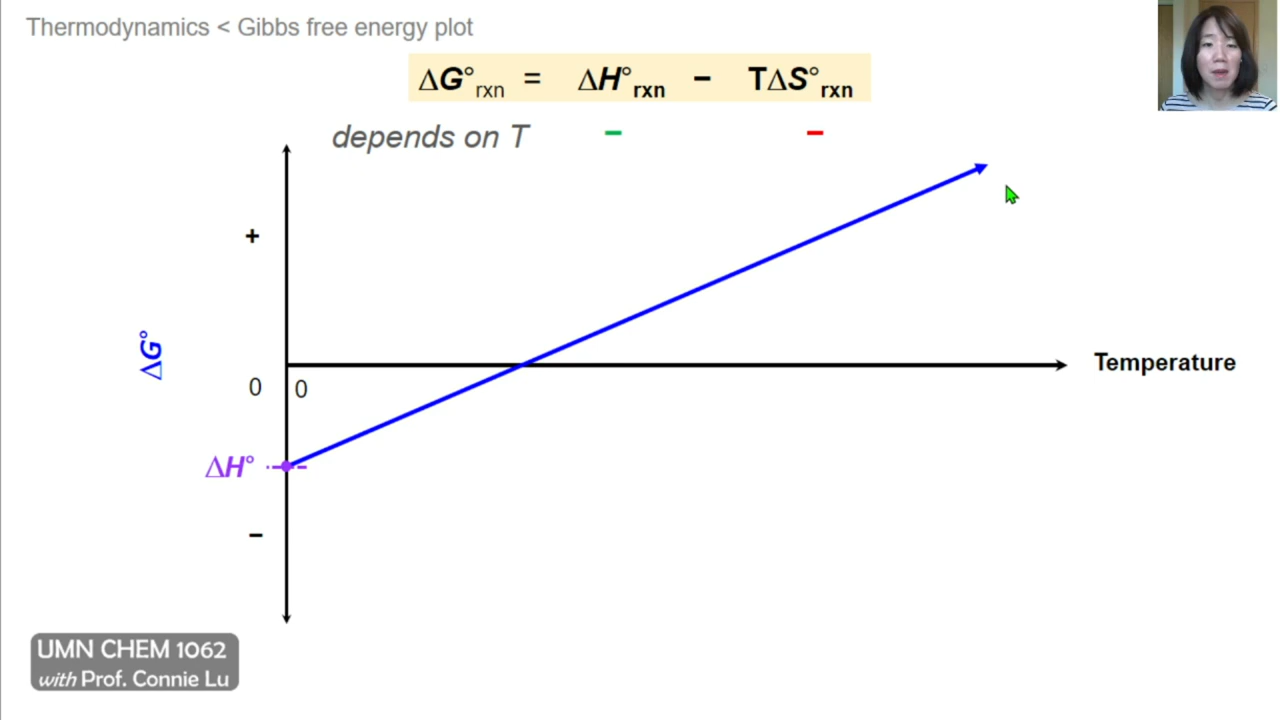 Thermodynamics < Gibbs free energy plot
ΔG°rxn = ΔH°rxn − TΔS°rxn
depends on T − −
+
ΔG°
Temperature
0 0
ΔH°
−
UMN CHEM 1062
with Prof. Connie Lu